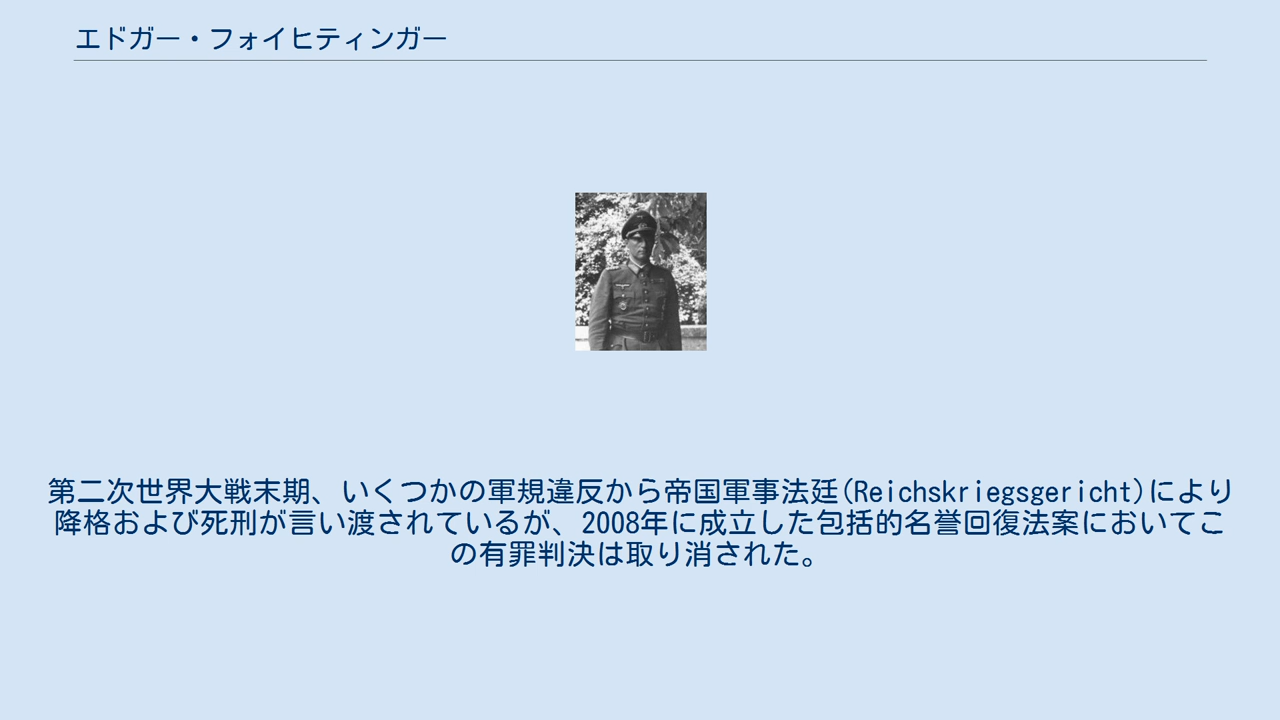 エドガー・フォイヒティンガー
第二次世界大戦末期、いくつかの軍規違反から帝国軍事法廷(Reichskriegsgericht)により
降格および死刑が言い渡されているが、2008年に成立した包括的名誉回復法案においてこ
の有罪判決は取り消された。